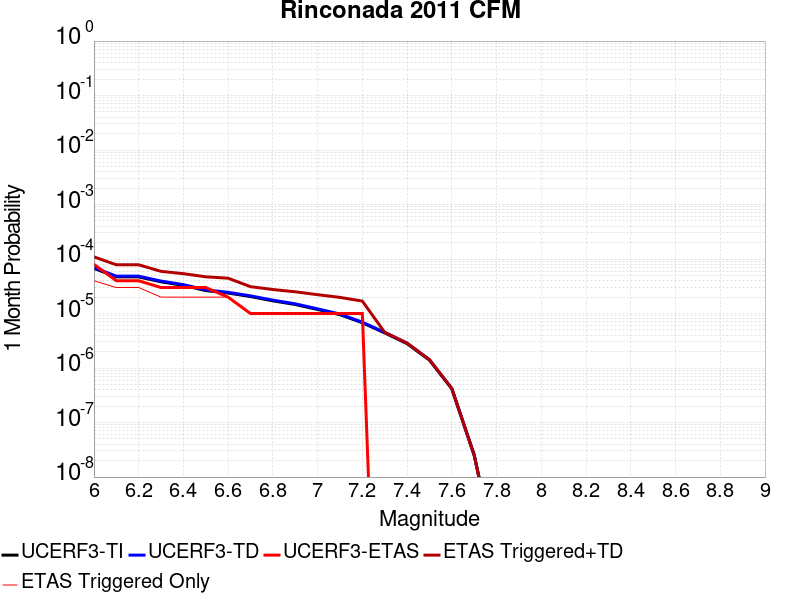 Rinconada 2011 CFM
10^0
10^-1
10^-2
10^-3
10^-4
10^-5
10^-6
10^-7
10^-8
1 Month Probability
6 6.2 6.4 6.6 6.8 7 7.2 7.4 7.6 7.8 8 8.2 8.4 8.6 8.8 9
Magnitude
UCERF3-TI UCERF3-TD UCERF3-ETAS ETAS Triggered+TD
ETAS Triggered Only